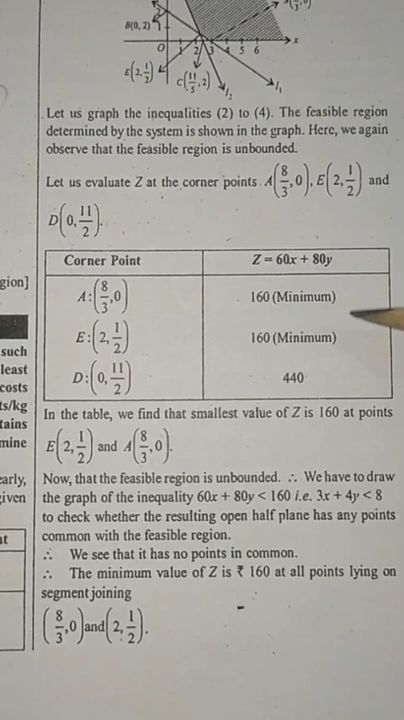 B(0, 2)
O 1 2 3 4 5 6 x
E(2, 1/2)
C(11/5, 2)
l₂
l₁
Let us graph the inequalities (2) to (4). The feasible region
determined by the system is shown in the graph. Here, we again
observe that the feasible region is unbounded.
Let us evaluate Z at the corner points A(8/3, 0), E(2, 1/2) and
D(0, 11/2).
Corner Point Z = 60x + 80y
A:(8/3, 0) 160 (Minimum)
E:(2, 1/2) 160 (Minimum)
D:(0, 11/2) 440
In the table, we find that smallest value of Z is 160 at points
E(2, 1/2) and A(8/3, 0).
Now, that the feasible region is unbounded. ∴ We have to draw
the graph of the inequality 60x + 80y < 160 i.e. 3x + 4y < 8
to check whether the resulting open half plane has any points
common with the feasible region.
∴ We see that it has no points in common.
∴ The minimum value of Z is ₹ 160 at all points lying on
segment joining
(8/3, 0) and (2, 1/2).
gion]
such
least
costs
ts/kg
tains
mine
early,
given